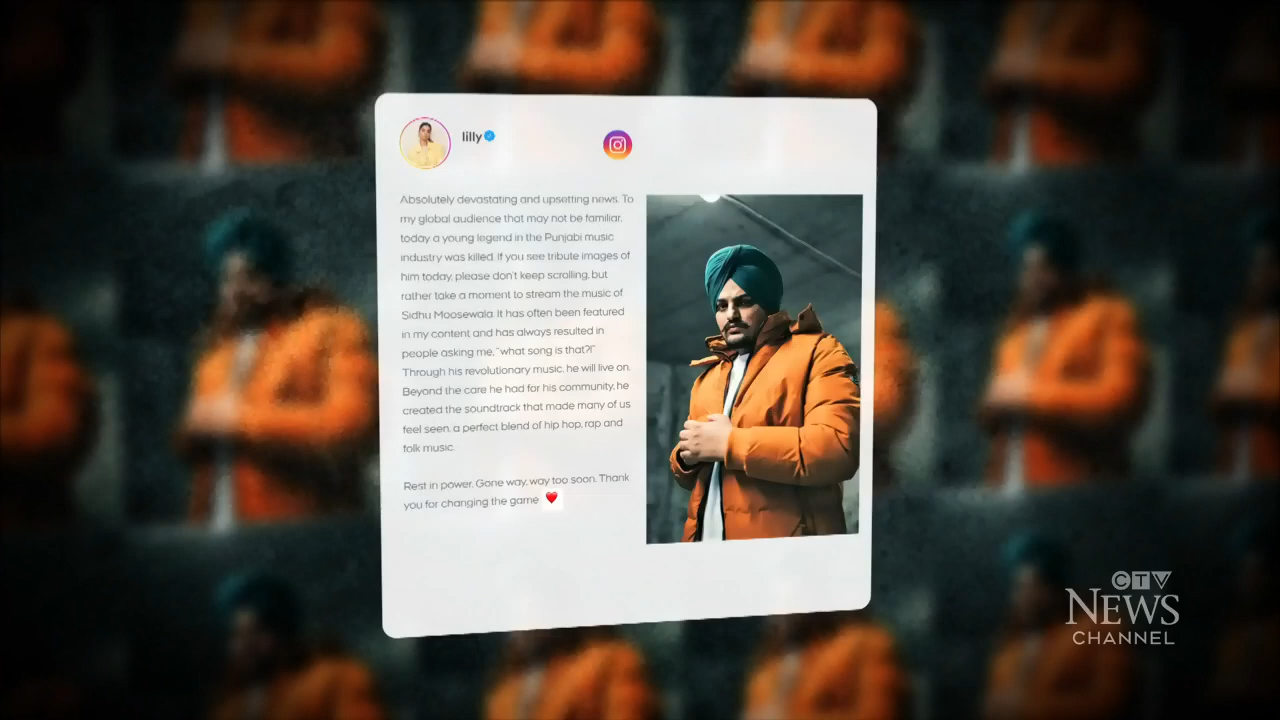 lilly
Absolutely devastating and upsetting news. To
my global audience that may not be familiar,
today a young legend in the Punjabi music
industry was killed. If you see tribute images of
him today, please don't keep scrolling, but
rather take a moment to stream the music of
Sidhu Moosewala. It has often been featured
in my content and has always resulted in
people asking me, "what song is that?!"
Through his revolutionary music, he will live on.
Beyond the care he had for his community, he
created the soundtrack that made many of us
feel seen, a perfect blend of hip hop, rap and
folk music.
Rest in power. Gone way, way too soon. Thank
you for changing the game ❤️
CTV
NEWS
CHANNEL